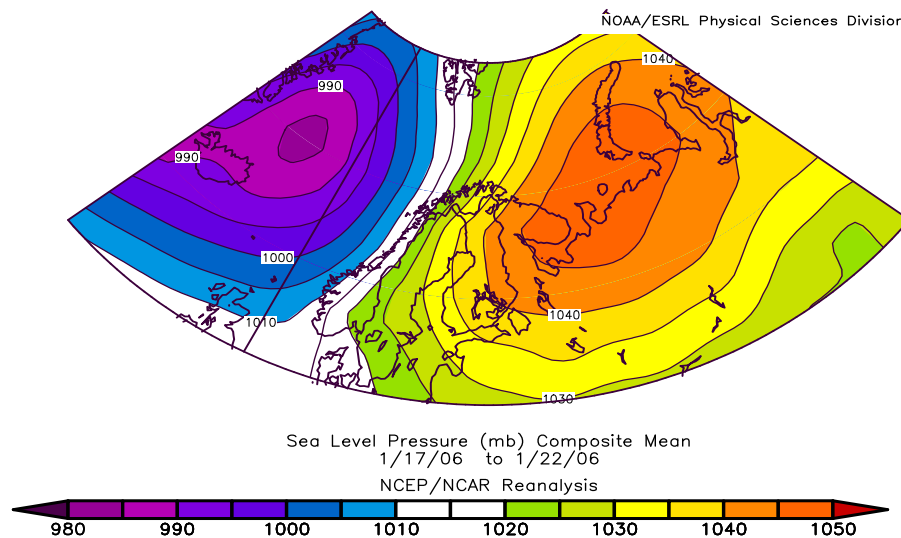 NOAA/ESRL Physical Sciences Division
1040
990
990
1000
1010
1040
1030
Sea Level Pressure (mb) Composite Mean
1/17/06 to 1/22/06
NCEP/NCAR Reanalysis
980 990 1000 1010 1020 1030 1040 1050